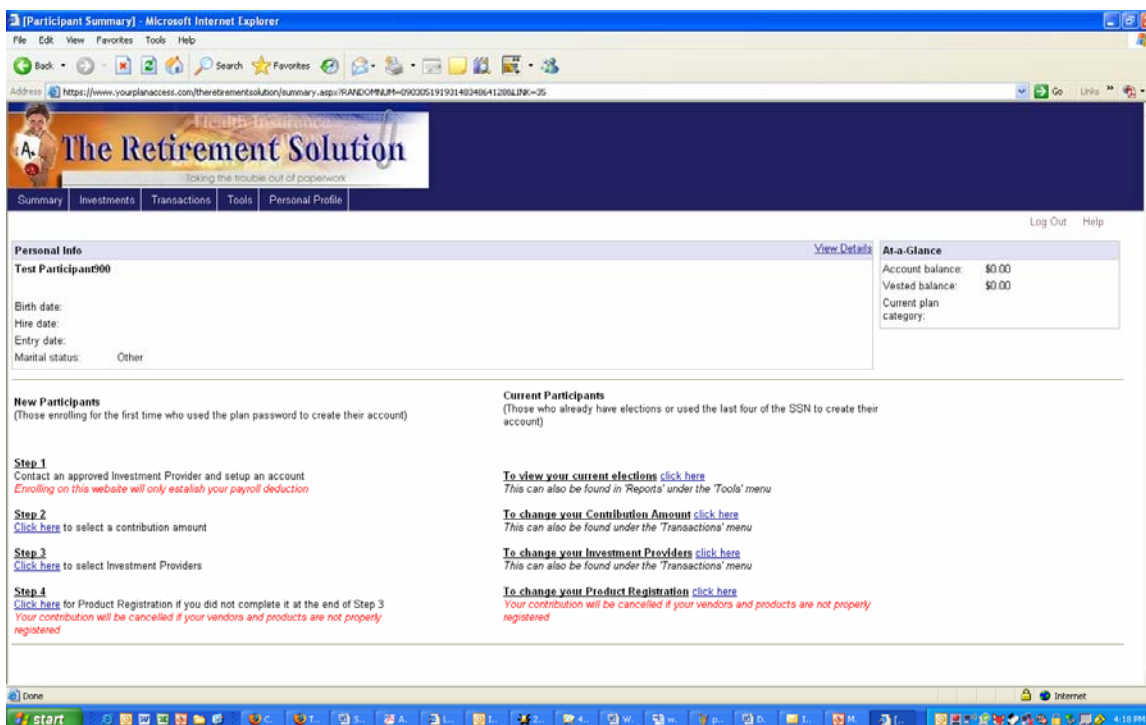 [Participant Summary] - Microsoft Internet Explorer
File Edit View Favorites Tools Help
Back Search Favorites
Address https://www.yourplanaccess.com/theretirementsolution/summary.aspx?RANDOMNUM= Go Links »
Health Insurance
A+
The Retirement Solution
Taking the trouble out of paperwork
Summary Investments Transactions Tools Personal Profile
Log Out Help
Personal Info View Details
Test Participant900
Birth date:
Hire date:
Entry date:
Marital status: Other
At-a-Glance
Account balance: $0.00
Vested balance: $0.00
Current plan
category:
New Participants
(Those enrolling for the first time who used the plan password to create their account)
Step 1
Contact an approved Investment Provider and setup an account
Enrolling on this website will only estalish your payroll deduction
Step 2
Click here to select a contribution amount
Step 3
Click here to select Investment Providers
Step 4
Click here for Product Registration if you did not complete it at the end of Step 3
Your contribution will be cancelled if your vendors and products are not properly
registered
Current Participants
(Those who already have elections or used the last four of the SSN to create their
account)
To view your current elections click here
This can also be found in 'Reports' under the 'Tools' menu
To change your Contribution Amount click here
This can also be found under the 'Transactions' menu
To change your Investment Providers click here
This can also be found under the 'Transactions' menu
To change your Product Registration click here
Your contribution will be cancelled if your vendors and products are not properly
registered
Done Internet
start C.. T.. S.. A.. L.. I.. 2.. 4.. W.. w.. p.. D.. I.. M.. [.. 4:18 PM